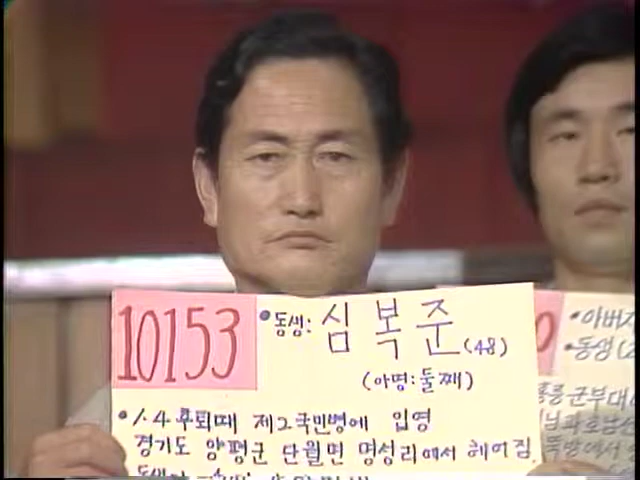 10153
•동생: 심복준(48)
(아명:둘째)
•1.4 후퇴때 제2국민병에 입영
경기도 양평군 단월면 명성리에서 헤어짐
•아버지
•동생(2